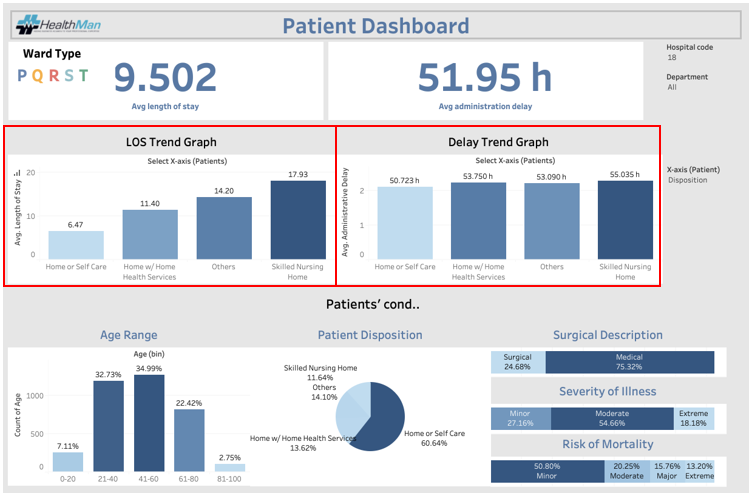 HealthMan
Patient Dashboard
Ward Type
P Q R S T
9.502
Avg length of stay
51.95 h
Avg administration delay
Hospital code
18
Department
All
LOS Trend Graph
Select X-axis (Patients)
Avg. Length of Stay
20
10
0
6.47
11.40
14.20
17.93
Home or Self Care
Home w/ Home
Health Services
Others
Skilled Nursing
Home
Delay Trend Graph
Select X-axis (Patients)
Avg. Administrative Delay
2
1
0
50.723 h
53.750 h
53.090 h
55.035 h
Home or Self Care
Home w/ Home
Health Services
Others
Skilled Nursing
Home
X-axis (Patient)
Disposition
Patients' cond..
Age Range
Age (bin)
Count of Age
1000
500
0
7.11%
32.73%
34.99%
22.42%
2.75%
0-20
21-40
41-60
61-80
81-100
Patient Disposition
Skilled Nursing Home
11.64%
Others
14.10%
Home w/ Home Health Services
13.62%
Home or Self Care
60.64%
Surgical Description
Surgical
24.68%
Medical
75.32%
Severity of Illness
Minor
27.16%
Moderate
54.66%
Extreme
18.18%
Risk of Mortality
50.80%
Minor
20.25%
Moderate
15.76%
Major
13.20%
Extreme